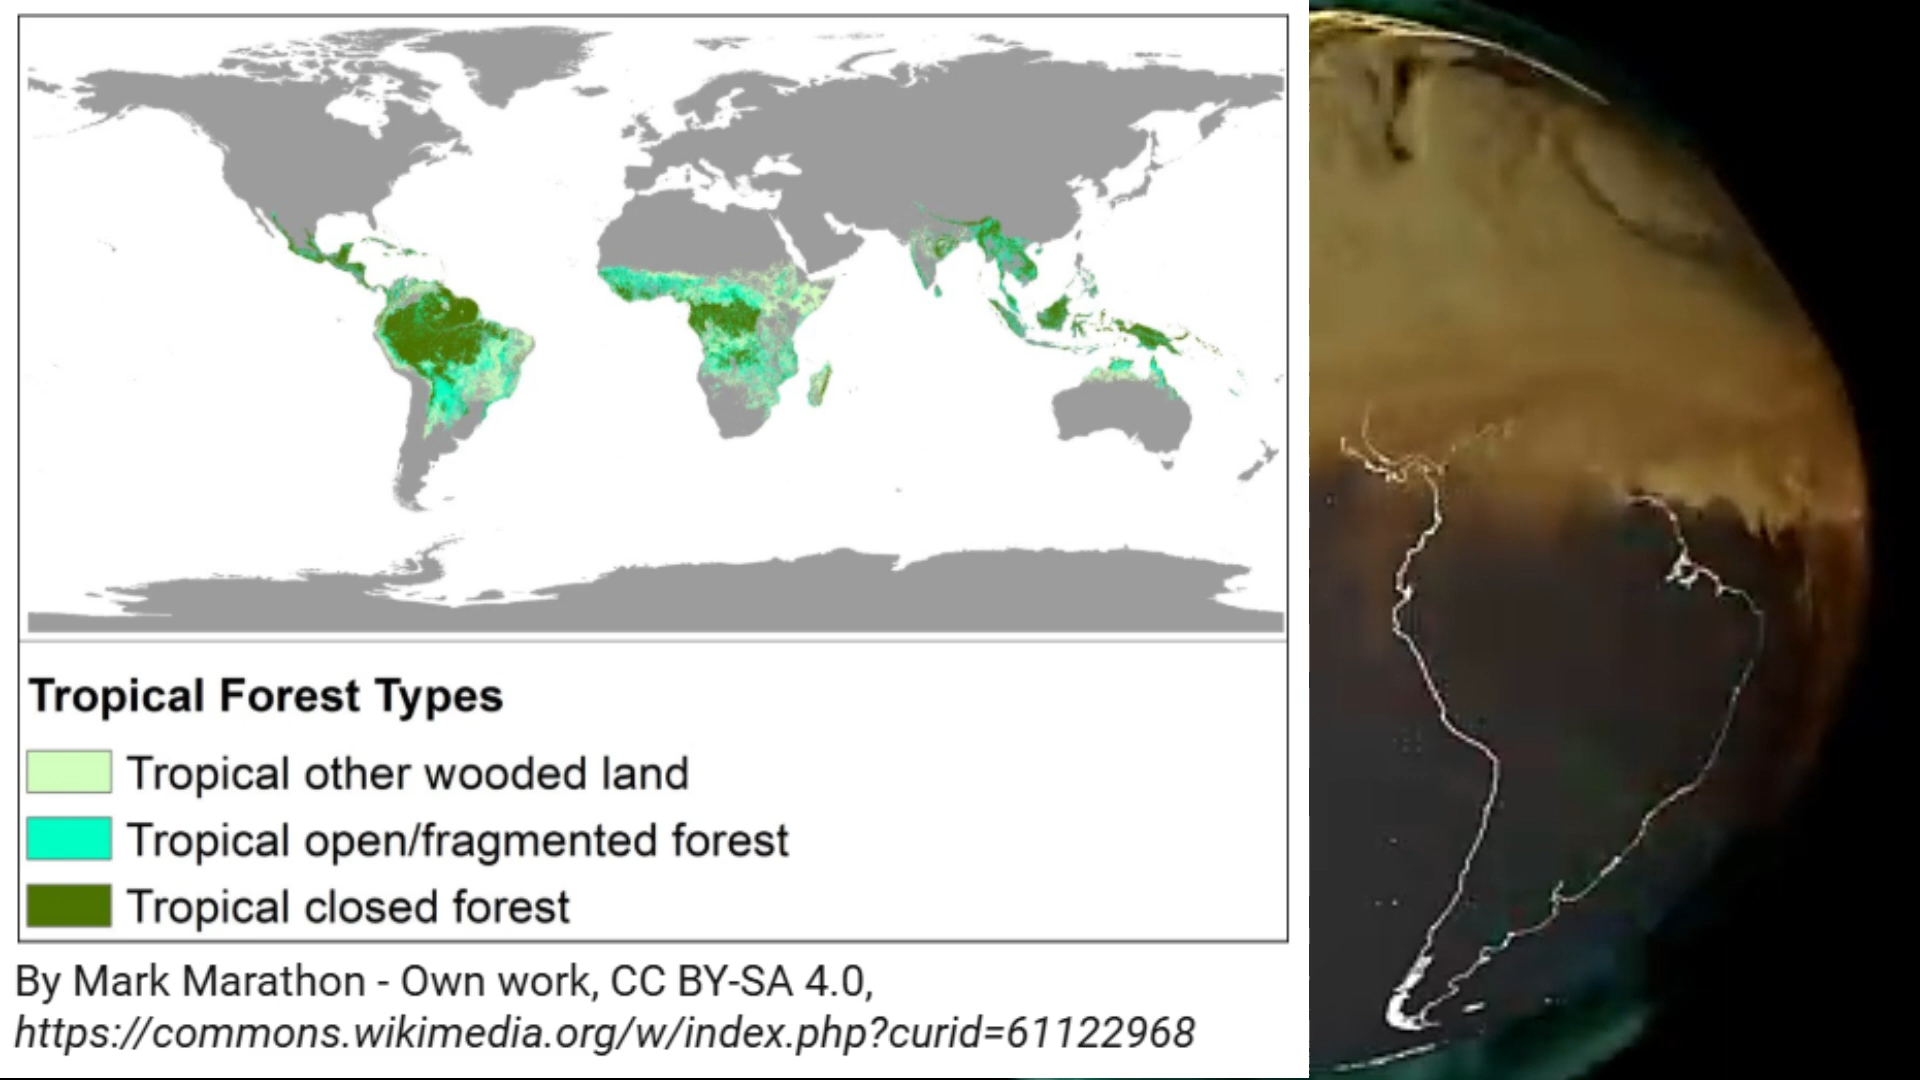 Tropical Forest Types
Tropical other wooded land
Tropical open/fragmented forest
Tropical closed forest
By Mark Marathon - Own work, CC BY-SA 4.0,
https://commons.wikimedia.org/w/index.php?curid=61122968